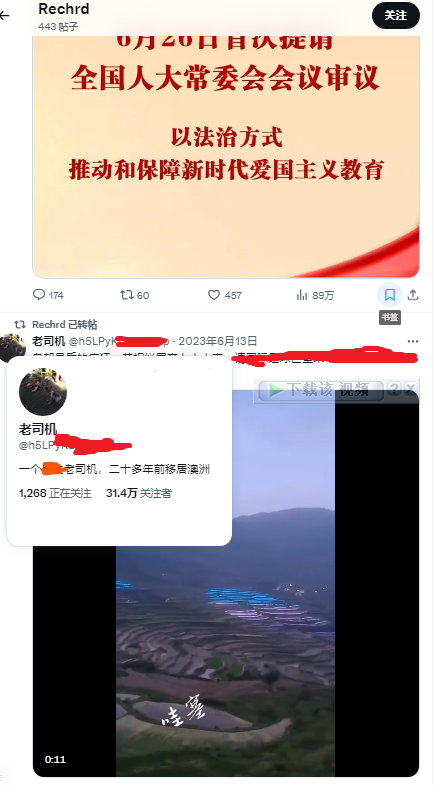 Rechrd
443 帖子
关注
6月26日首次提请
全国人大常委会会议审议
以法治方式
推动和保障新时代爱国主义教育
174
60
457
89万
书签
Rechrd 已转帖
老司机 @h5LPyK · 2023年6月13日
下载该 视频 ? X
老司机
@h5LPyK
一个 老司机，二十多年前移居澳洲
1,268 正在关注 31.4万 关注者
哇塞
0:11